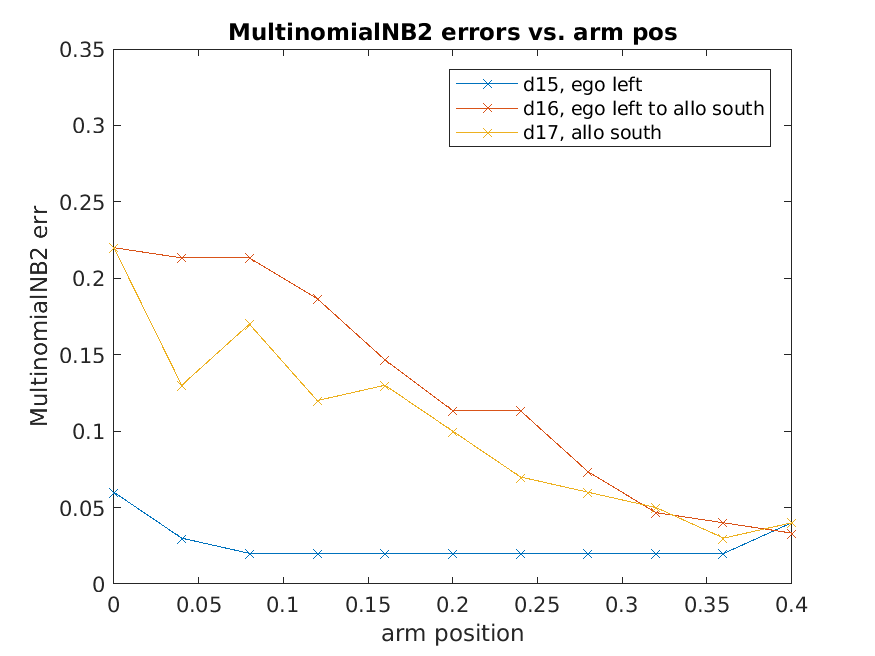 MultinomialNB2 errors vs. arm pos
d15, ego left
d16, ego left to allo south
d17, allo south
MultinomialNB2 err
0.35
0.3
0.25
0.2
0.15
0.1
0.05
0
0 0.05 0.1 0.15 0.2 0.25 0.3 0.35 0.4
arm position